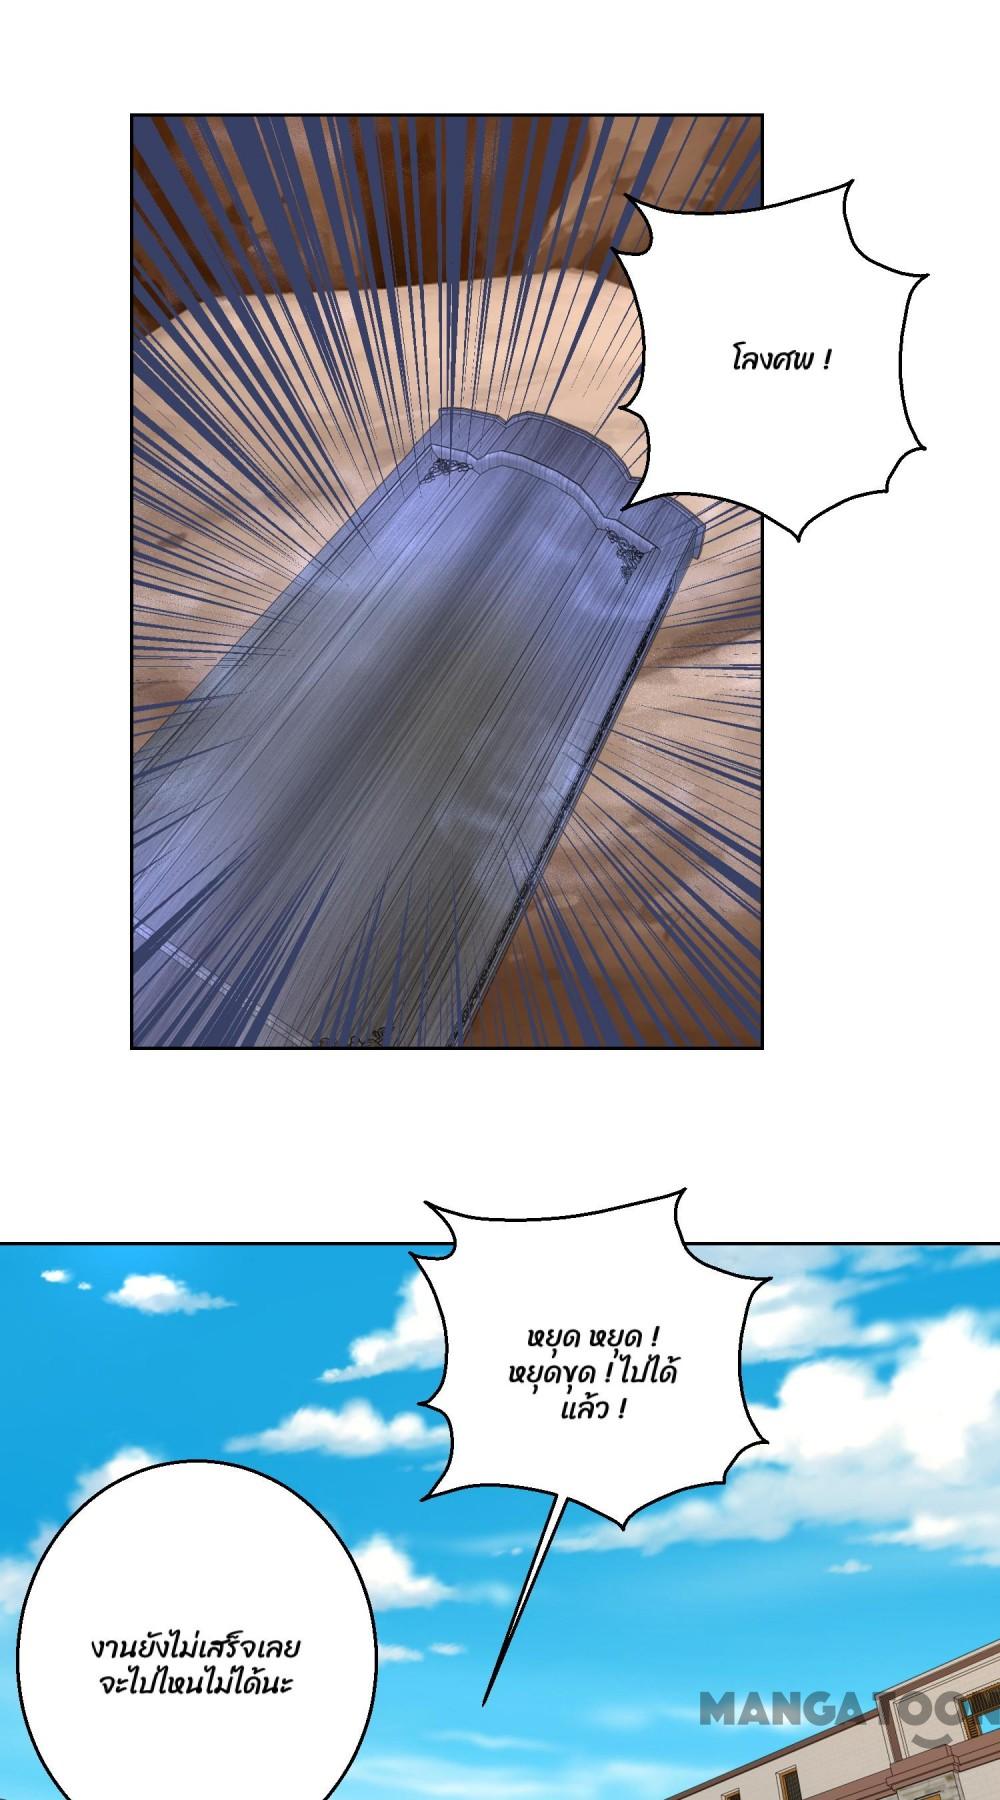 โลงศพ !
หยุด หยุด !
หยุดขุด ! ไปได้
แล้ว !
งานยังไม่เสร็จเลย
จะไปไหนไม่ได้นะ
MANGATOON